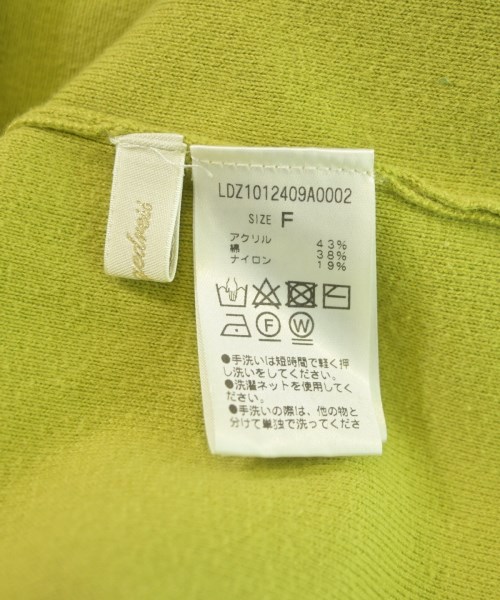 LDZ1012409A0002
SIZE F
アクリル 43%
綿 38%
ナイロン 19%
F W
●手洗いは短時間で軽く押
し洗いをしてください。
●洗濯ネットを使用してく
ださい。
●手洗いの際は、他の物と
分けて単独で洗ってくださ